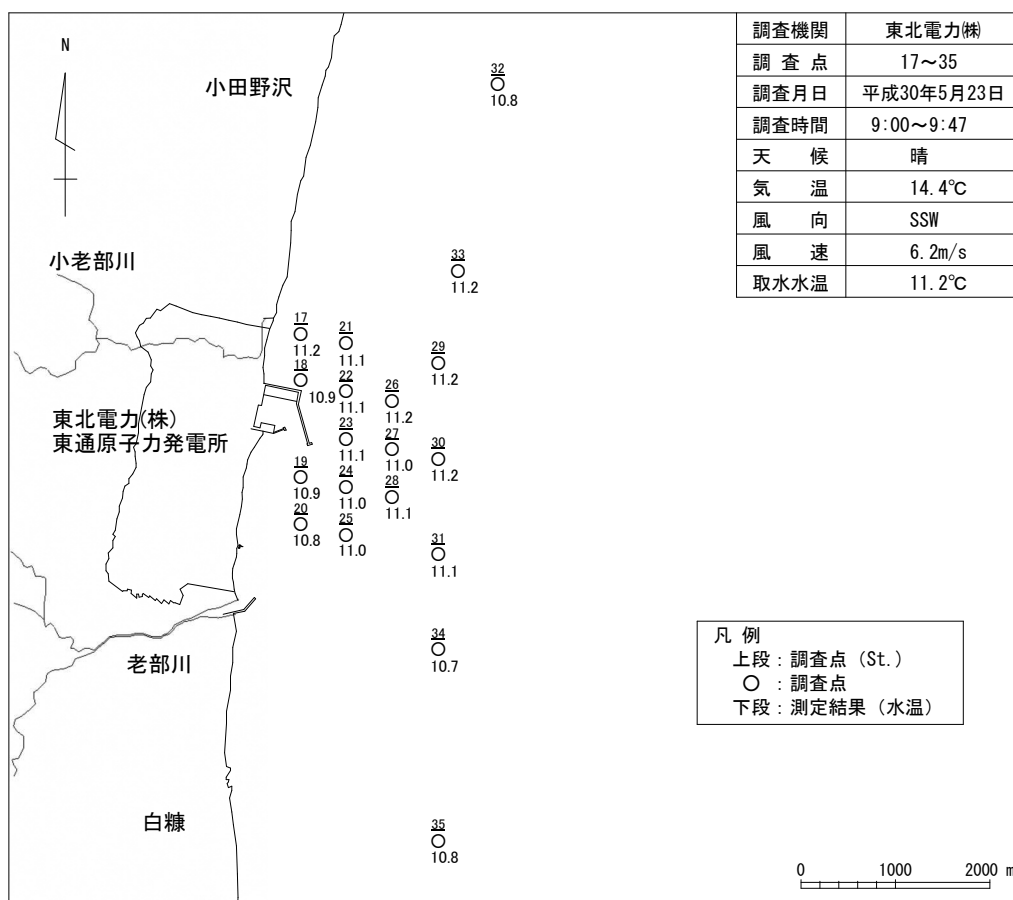 調査機関 東北電力㈱
調査点 17～35
調査月日 平成30年5月23日
調査時間 9:00～9:47
天候 晴
気温 14.4℃
風向 SSW
風速 6.2m/s
取水水温 11.2℃
N
小田野沢
32
10.8
小老部川
33
11.2
17
11.2
21
11.1
29
11.2
18
10.9
22
11.1
26
11.2
東北電力(株)
東通原子力発電所
23
11.1
27
11.0
30
11.2
19
10.9
24
11.0
28
11.1
20
10.8
25
11.0
31
11.1
老部川
34
10.7
凡例
上段：調査点（St.）
○：調査点
下段：測定結果（水温）
白糠
35
10.8
0 1000 2000 m